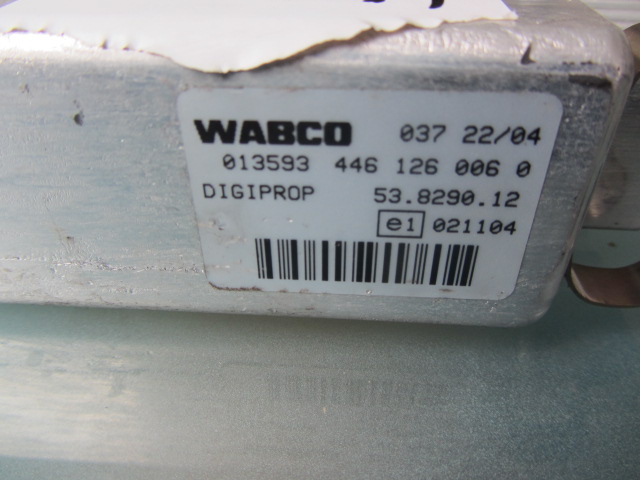 WABCO 037 22/04
013593 446 126 006 0
DIGIPROP 53.8290.12
e1 021104